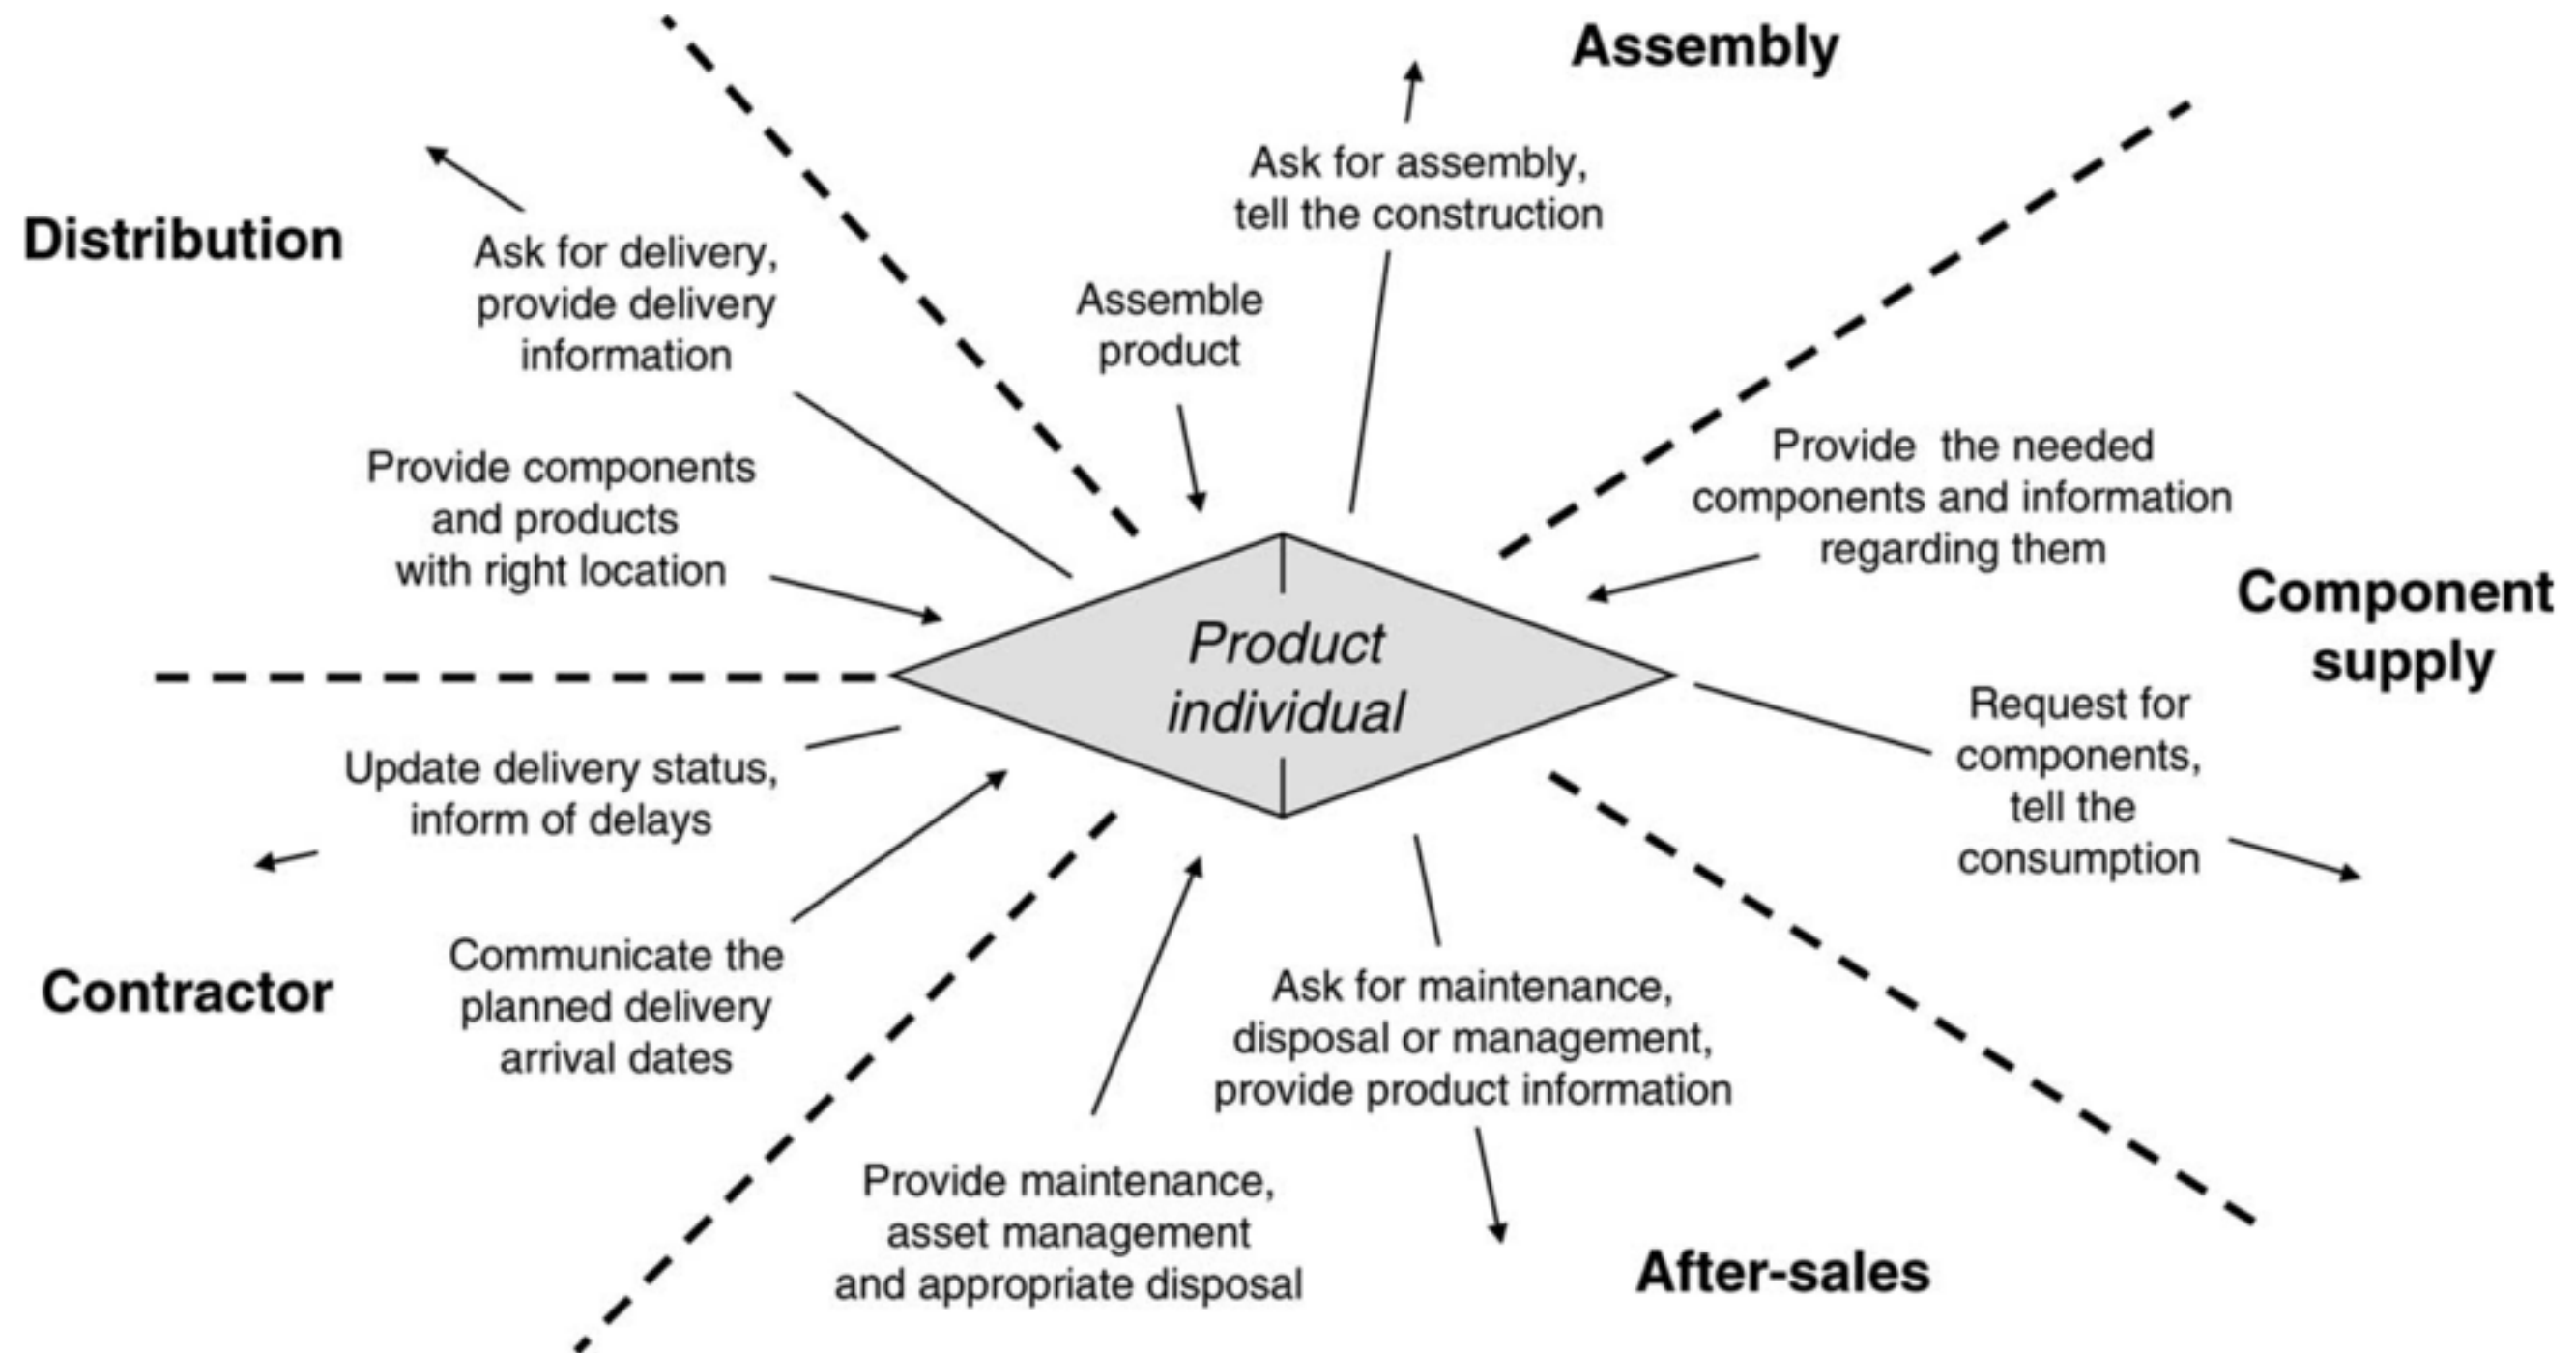 Assembly
Ask for assembly,
tell the construction
Distribution
Ask for delivery,
provide delivery
information
Assemble
product
Provide components
and products
with right location
Provide the needed
components and information
regarding them
Component
supply
Product
individual
Request for
components,
tell the
consumption
Update delivery status,
inform of delays
Contractor
Communicate the
planned delivery
arrival dates
Ask for maintenance,
disposal or management,
provide product information
Provide maintenance,
asset management
and appropriate disposal
After-sales